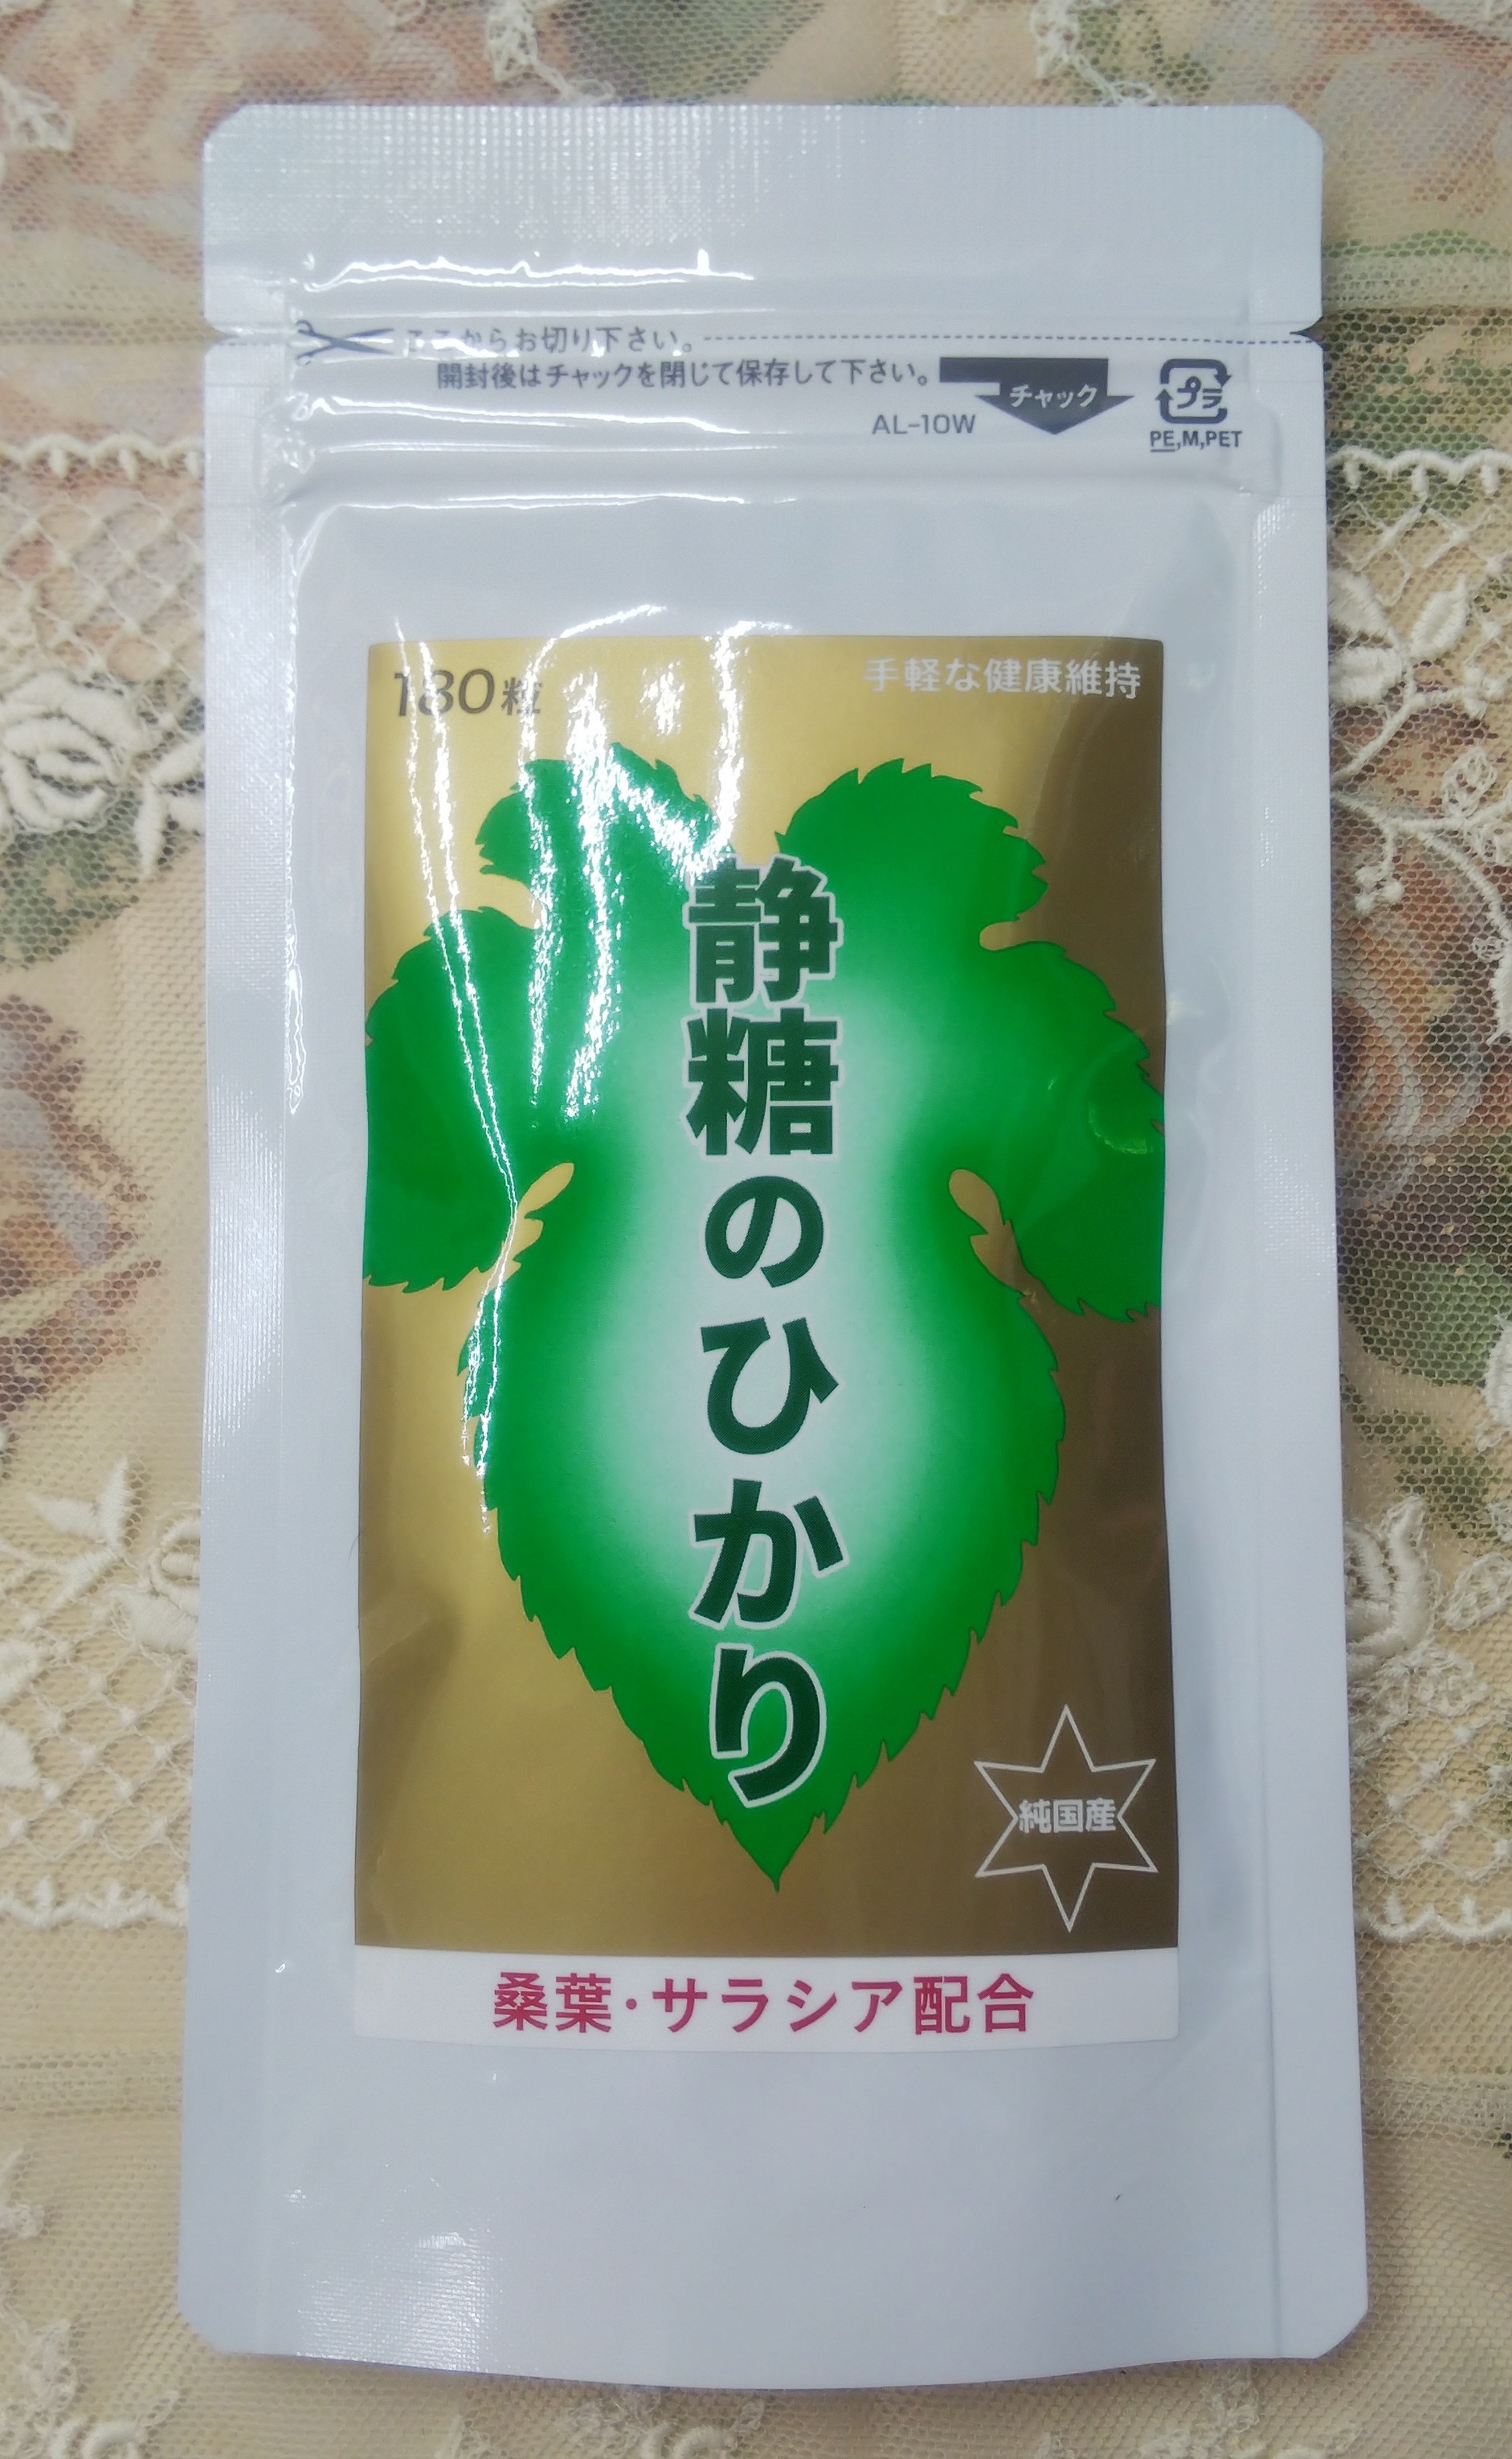 ここからお切り下さい。
開封後はチャックを閉じて保存して下さい。
チャック
プラ
AL-10W
PE,M,PET
180粒
手軽な健康維持
静糖のひかり
純国産
桑葉・サラシア配合